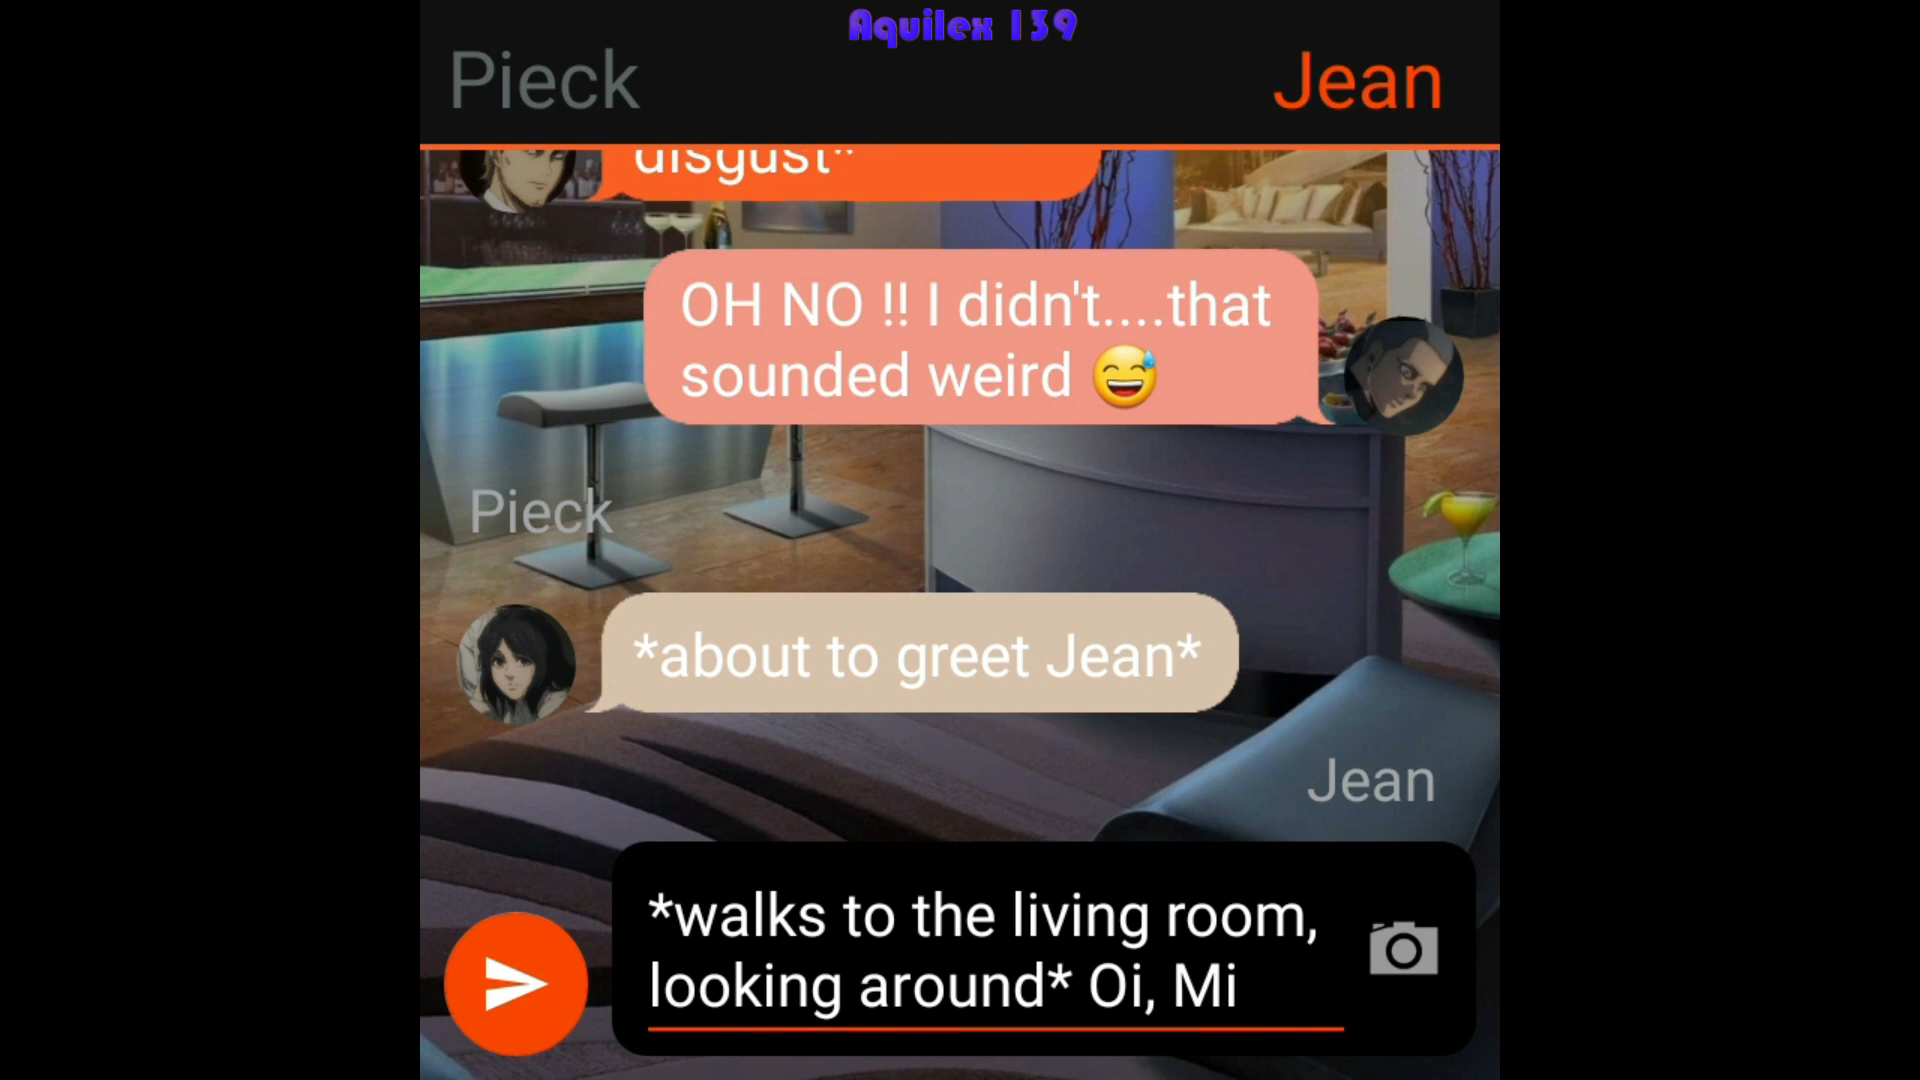 Aquilex 139
Pieck
Jean
disgust*
OH NO !! I didn't....that
sounded weird 😅
Pieck
*about to greet Jean*
Jean
*walks to the living room,
looking around* Oi, Mi